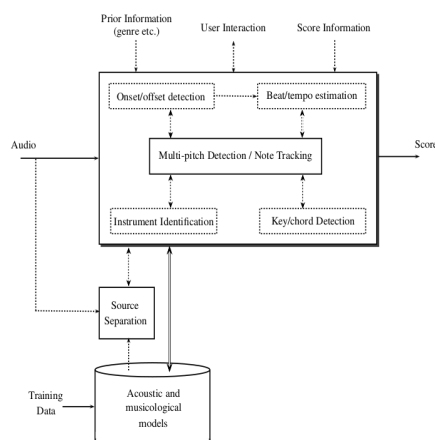 Prior Information
(genre etc.)
User Interaction
Score Information
Onset/offset detection
Beat/tempo estimation
Audio
Multi-pitch Detection / Note Tracking
Score
Instrument Identification
Key/chord Detection
Source
Separation
Training
Data
Acoustic and
musicological
models